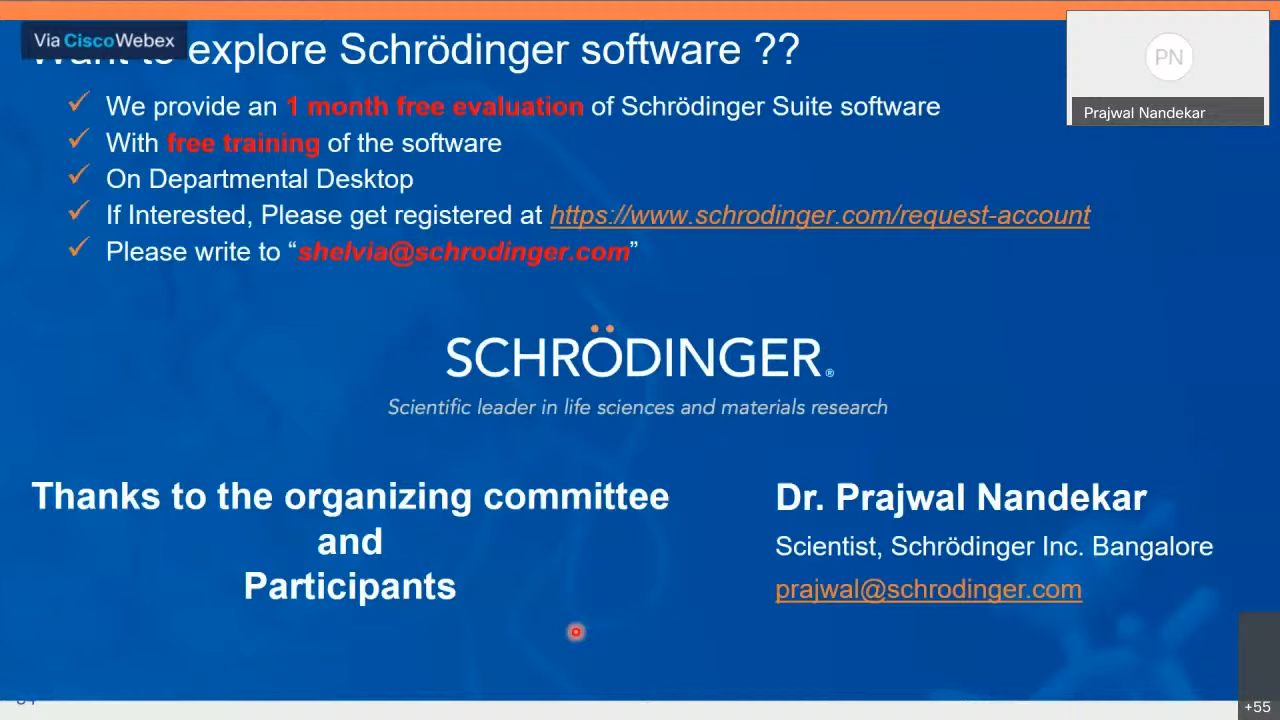 Via CiscoWebex
explore Schrödinger software ??
PN
Prajwal Nandekar
We provide an 1 month free evaluation of Schrödinger Suite software
With free training of the software
On Departmental Desktop
If Interested, Please get registered at https://www.schrodinger.com/request-account
Please write to “shelvia@schrodinger.com”
SCHRÖDINGER®
Scientific leader in life sciences and materials research
Thanks to the organizing committee
and
Participants
Dr. Prajwal Nandekar
Scientist, Schrödinger Inc. Bangalore
prajwal@schrodinger.com
+55